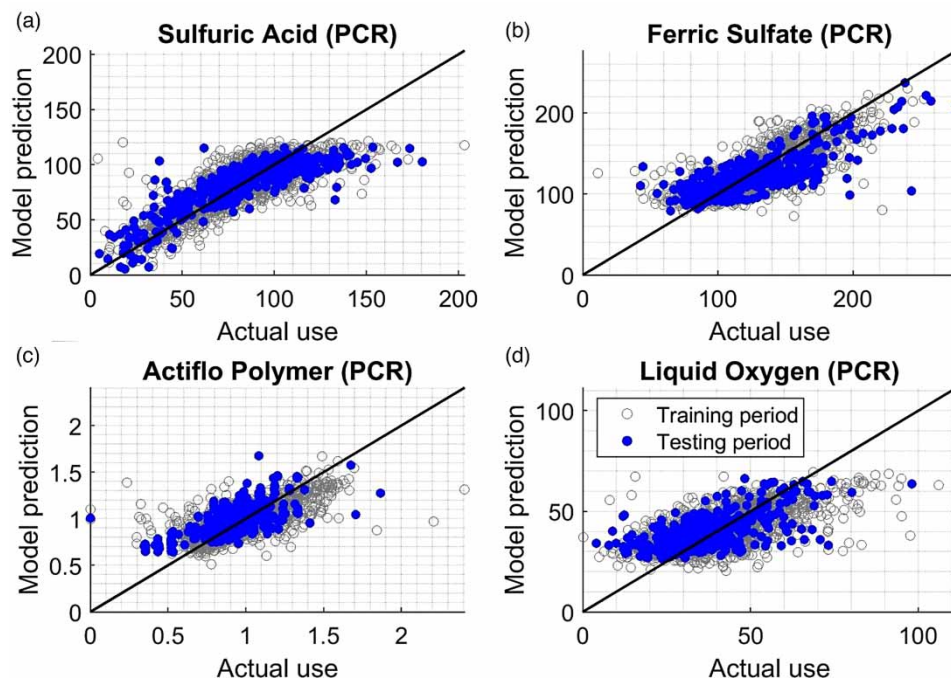 (a)
Sulfuric Acid (PCR)
200
150
100
50
0
Model prediction
0 50 100 150 200
Actual use
(b)
Ferric Sulfate (PCR)
200
100
0
Model prediction
0 100 200
Actual use
(c)
Actiflo Polymer (PCR)
2
1.5
1
0.5
0
Model prediction
0 0.5 1 1.5 2
Actual use
(d)
Liquid Oxygen (PCR)
100
50
0
Model prediction
Training period
Testing period
0 50 100
Actual use